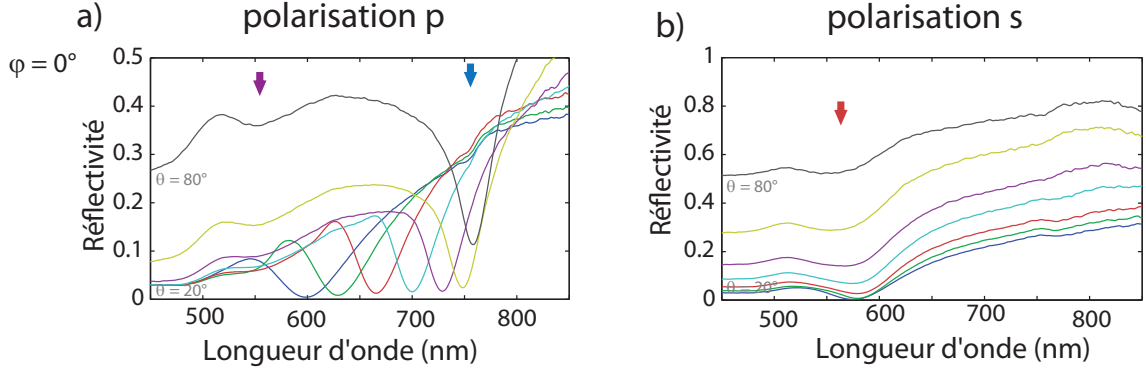 a)
polarisation p
φ = 0°
Réflectivité
0.5
0.4
0.3
0.2
0.1
0
θ = 80°
θ = 20°
500
600
700
800
Longueur d'onde (nm)
b)
polarisation s
Réflectivité
1
0.8
0.6
0.4
0.2
0
θ = 80°
θ = 20°
500
600
700
800
Longueur d'onde (nm)